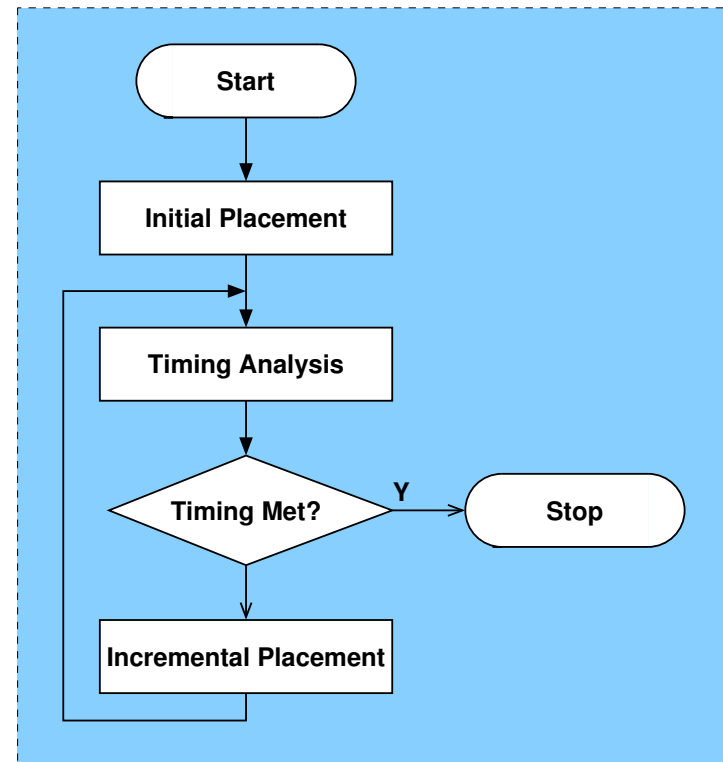 Start
Initial Placement
Timing Analysis
Timing Met?
Y
Stop
Incremental Placement